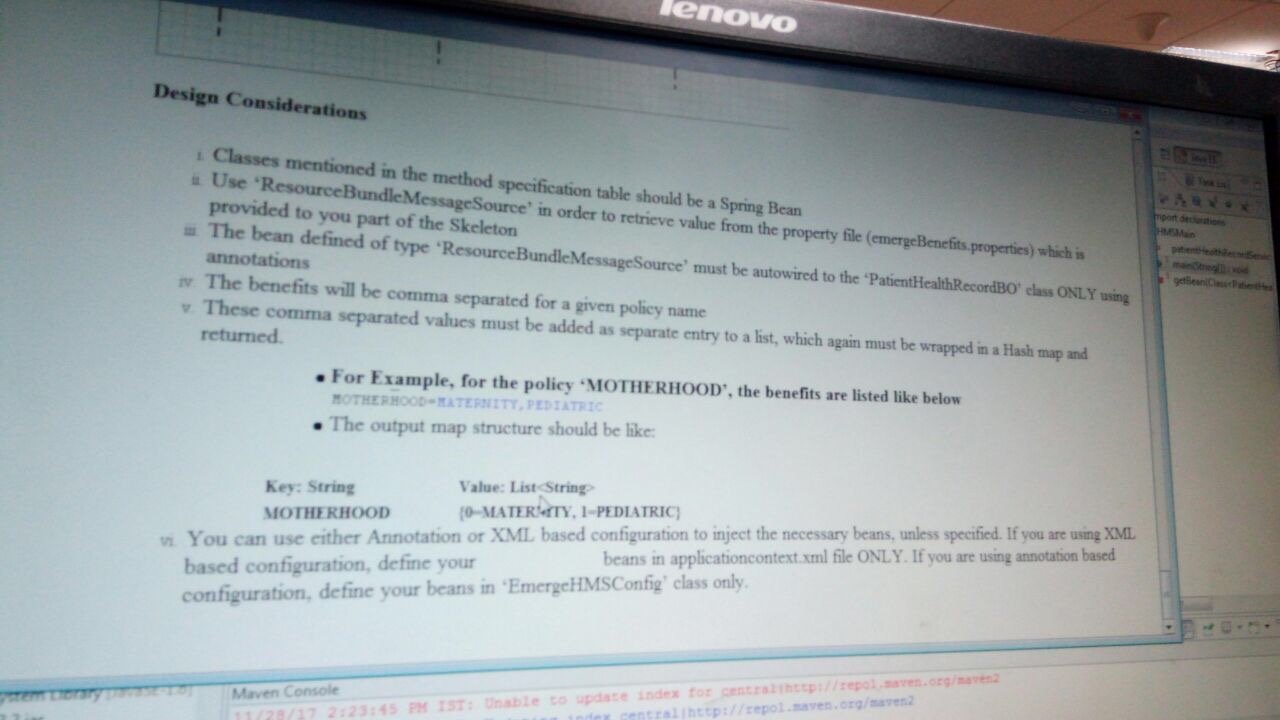 lenovo
Design Considerations
i. Classes mentioned in the method specification table should be a Spring Bean
ii. Use ‘ResourceBundleMessageSource’ in order to retrieve value from the property file (emergeBenefits.properties) which is
provided to you part of the Skeleton
iii. The bean defined of type ‘ResourceBundleMessageSource’ must be autowired to the ‘PatientHealthRecordBO’ class ONLY using
annotations
iv. The benefits will be comma separated for a given policy name
v. These comma separated values must be added as separate entry to a list, which again must be wrapped in a Hash map and
returned.
• For Example, for the policy ‘MOTHERHOOD’, the benefits are listed like below
MOTHERHOOD=MATERNITY,PEDIATRIC
• The output map structure should be like:
Key: String Value: List<String>
MOTHERHOOD {0=MATERNITY, 1=PEDIATRIC}
vi. You can use either Annotation or XML based configuration to inject the necessary beans, unless specified. If you are using XML
based configuration, define your beans in applicationcontext.xml file ONLY. If you are using annotation based
configuration, define your beans in ‘EmergeHMSConfig’ class only.
Java EE
Task List
mport declarations
HMSMain
patientHealthRecordServic
main(String[]) : void
getBean(Class<PatientHea
ystem Library [JavaSE-1.6]
Maven Console
11/28/17 2:23:45 PM IST: Unable to update index for central|http://repo1.maven.org/maven2
index central|http://repo1.maven.org/maven2